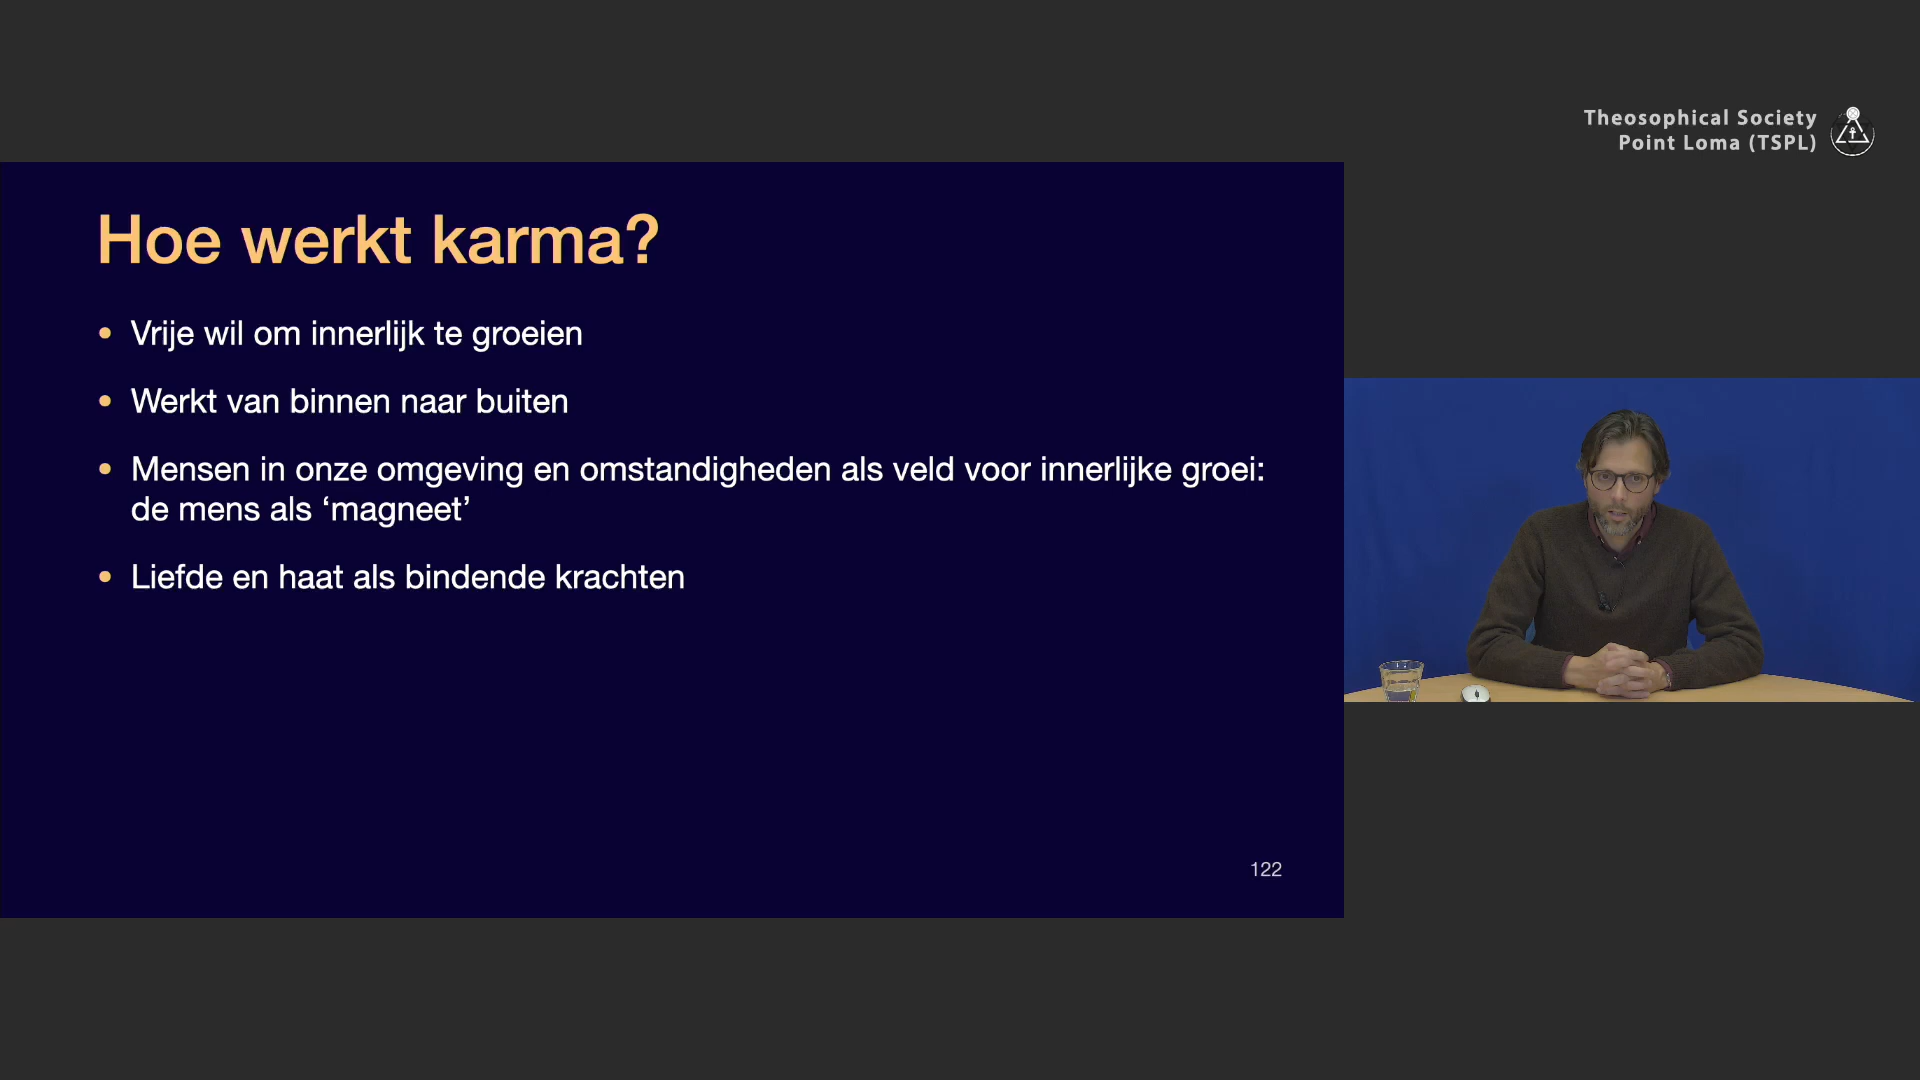 Theosophical Society
Point Loma (TSPL)
Hoe werkt karma?
• Vrije wil om innerlijk te groeien
• Werkt van binnen naar buiten
• Mensen in onze omgeving en omstandigheden als veld voor innerlijke groei:
de mens als ‘magneet’
• Liefde en haat als bindende krachten
122